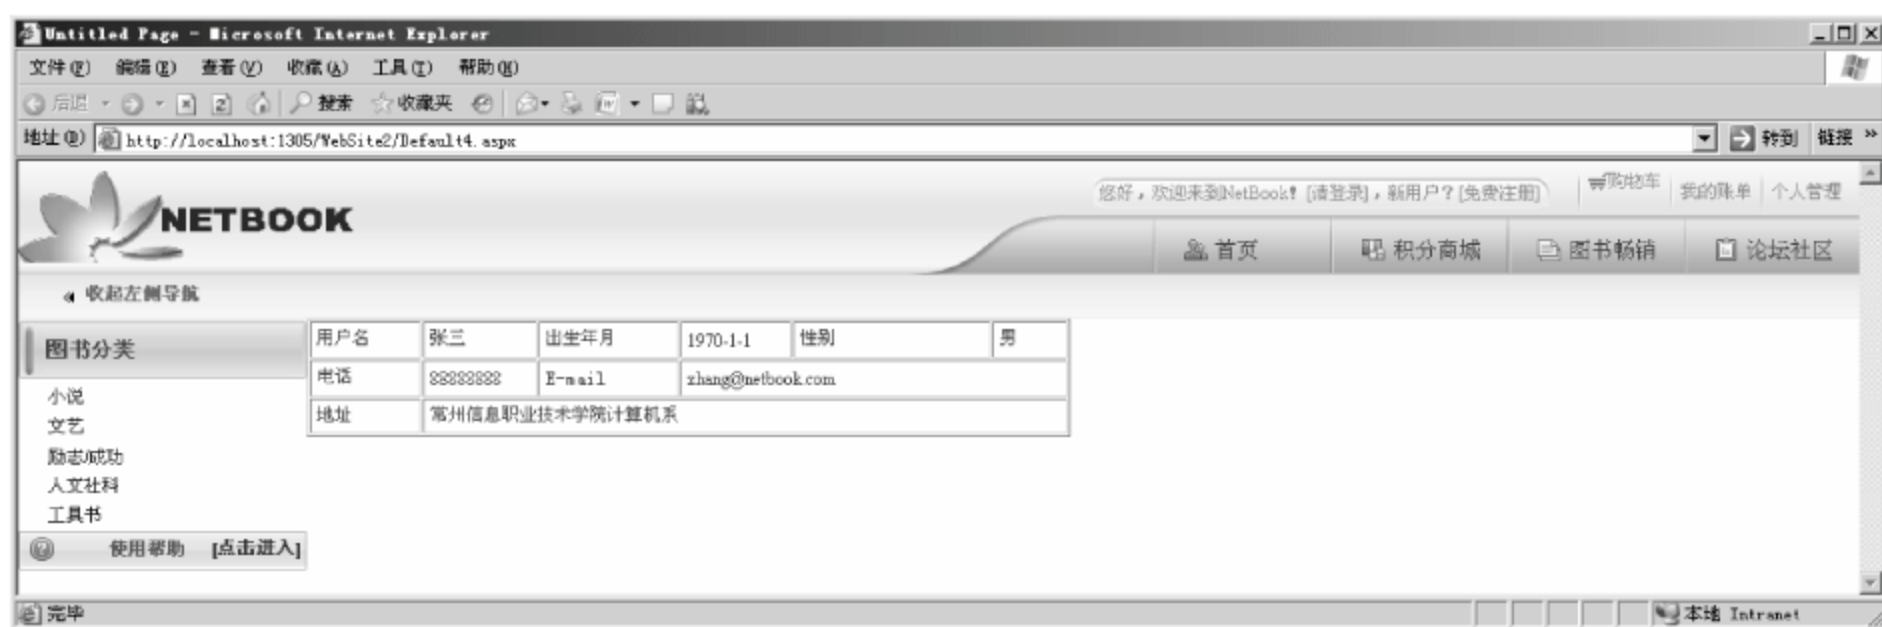 Untitled Page - Microsoft Internet Explorer
文件(F) 编辑(E) 查看(V) 收藏(A) 工具(T) 帮助(H)
后退 搜索 收藏夹
地址(D) http://localhost:1305/WebSite2/Default4.aspx 转到 链接 »
您好，欢迎来到NetBook! [请登录]，新用户？[免费注册] 购物车 我的账单 个人管理
NETBOOK
首页 积分商城 图书畅销 论坛社区
收起左侧导航
图书分类
小说
文艺
励志/成功
人文社科
工具书
使用帮助 [点击进入]
用户名 张三 出生年月 1970-1-1 性别 男
电话 88888888 E-mail zhang@netbook.com
地址 常州信息职业技术学院计算机系
完毕 本地 Intranet